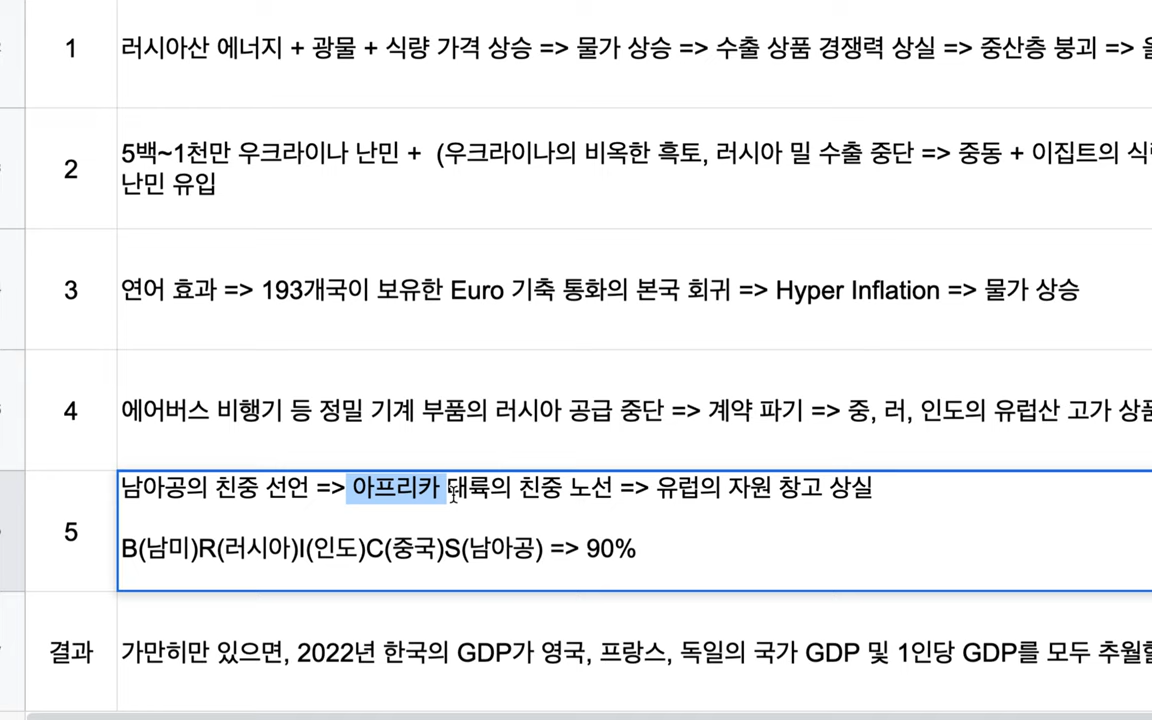 1
러시아산 에너지 + 광물 + 식량 가격 상승 => 물가 상승 => 수출 상품 경쟁력 상실 => 중산층 붕괴 =>
2
5백~1천만 우크라이나 난민 + (우크라이나의 비옥한 흑토, 러시아 밀 수출 중단 => 중동 + 이집트의
난민 유입
3
연어 효과 => 193개국이 보유한 Euro 기축 통화의 본국 회귀 => Hyper Inflation => 물가 상승
4
에어버스 비행기 등 정밀 기계 부품의 러시아 공급 중단 => 계약 파기 => 중, 러, 인도의 유럽산 고가 상품
남아공의 친중 선언 => 아프리카 대륙의 친중 노선 => 유럽의 자원 창고 상실
5
B(남미)R(러시아)I(인도)C(중국)S(남아공) => 90%
결과
가만히만 있으면, 2022년 한국의 GDP가 영국, 프랑스, 독일의 국가 GDP 및 1인당 GDP를 모두